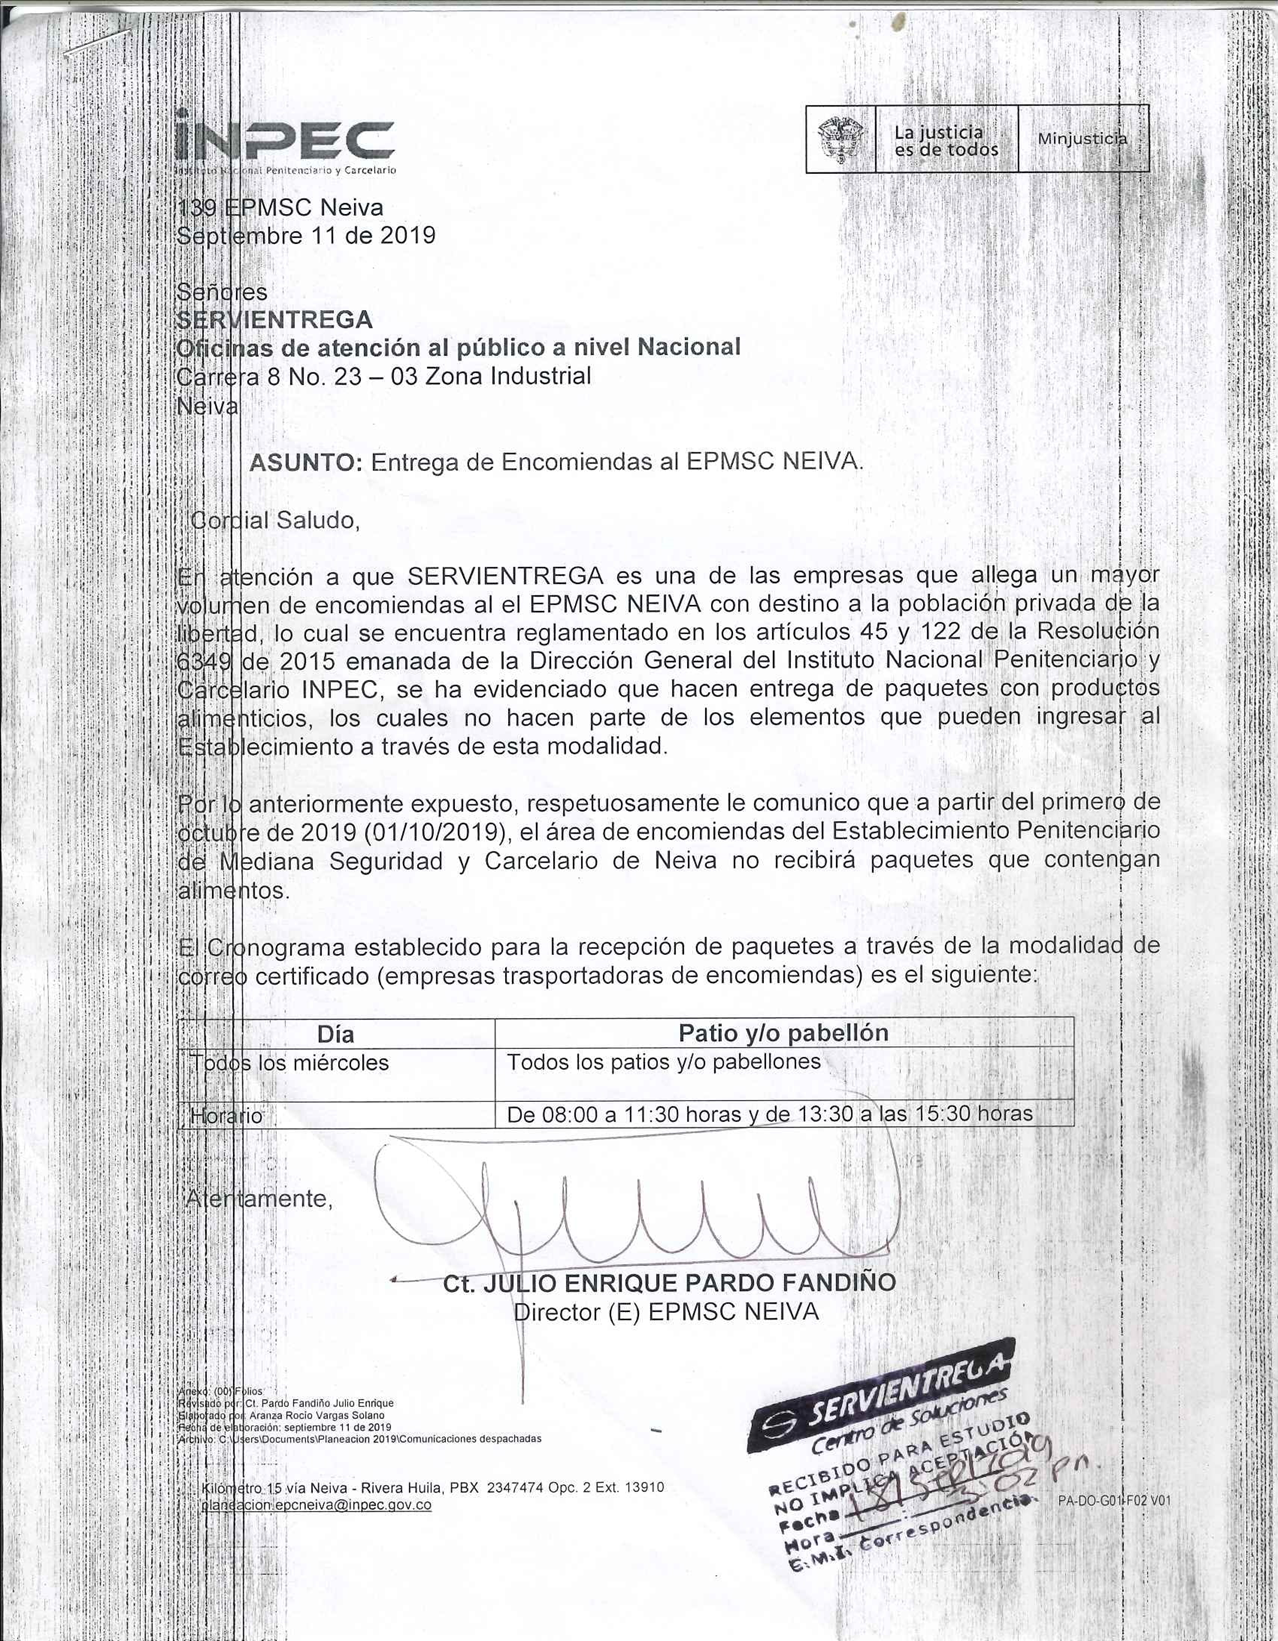 INPEC
Instituto Nacional Penitenciario y Carcelario
La justicia
es de todos
Minjusticia
139 EPMSC Neiva
Septiembre 11 de 2019
Señores
SERVIENTREGA
Oficinas de atención al público a nivel Nacional
Carrera 8 No. 23 – 03 Zona Industrial
Neiva
ASUNTO: Entrega de Encomiendas al EPMSC NEIVA.
Cordial Saludo,
En atención a que SERVIENTREGA es una de las empresas que allega un mayor
volumen de encomiendas al el EPMSC NEIVA con destino a la población privada de la
libertad, lo cual se encuentra reglamentado en los artículos 45 y 122 de la Resolución
6349 de 2015 emanada de la Dirección General del Instituto Nacional Penitenciario y
Carcelario INPEC, se ha evidenciado que hacen entrega de paquetes con productos
alimenticios, los cuales no hacen parte de los elementos que pueden ingresar al
Establecimiento a través de esta modalidad.
Por lo anteriormente expuesto, respetuosamente le comunico que a partir del primero de
octubre de 2019 (01/10/2019), el área de encomiendas del Establecimiento Penitenciario
de Mediana Seguridad y Carcelario de Neiva no recibirá paquetes que contengan
alimentos.
El Cronograma establecido para la recepción de paquetes a través de la modalidad de
correo certificado (empresas trasportadoras de encomiendas) es el siguiente:
Día Patio y/o pabellón
Todos los miércoles Todos los patios y/o pabellones
Horario De 08:00 a 11:30 horas y de 13:30 a las 15:30 horas
Atentamente,
Ct. JULIO ENRIQUE PARDO FANDIÑO
Director (E) EPMSC NEIVA
Anexo: (00) Folios
Revisado por: Ct. Pardo Fandiño Julio Enrique
Elaborado por: Aranza Rocio Vargas Solano
Fecha de elaboración: septiembre 11 de 2019
Archivo: C:\Users\Documents\Planeacion 2019\Comunicaciones despachadas
Kilómetro 15 vía Neiva - Rivera Huila, PBX 2347474 Opc. 2 Ext. 13910
planeacion.epcneiva@inpec.gov.co
SERVIENTREGA
Centro de Soluciones
RECIBIDO PARA ESTUDIO
NO IMPLICA ACEPTACIÓN
Fecha
Hora 3:02 pn.
E.M.I. Correspondencia
PA-DO-G01-F02 V01